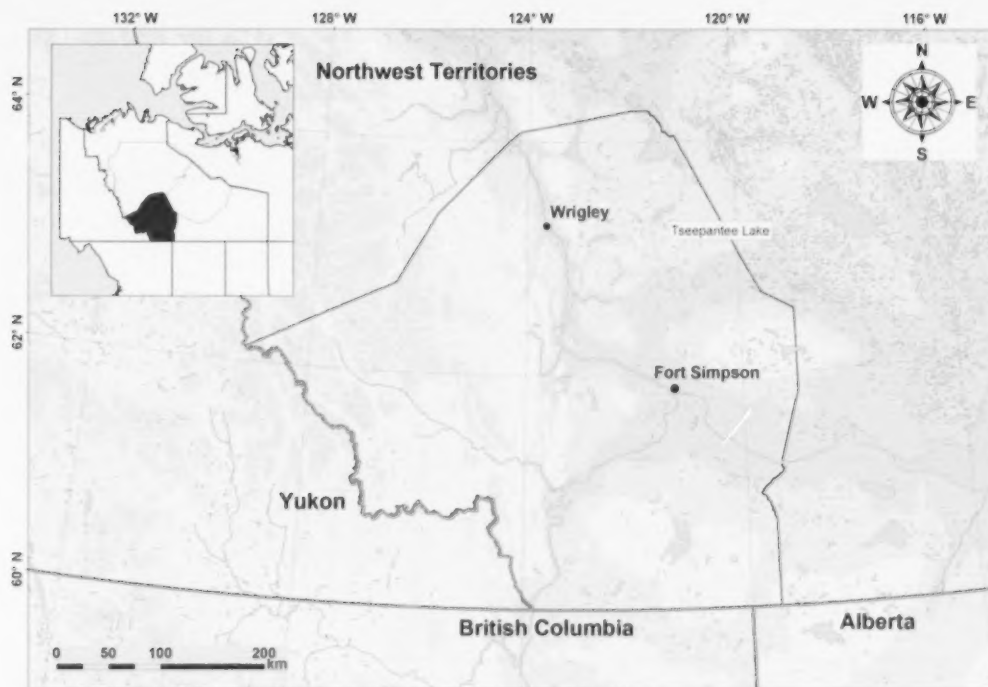 132° W 128° W 124° W 120° W 116° W
Northwest Territories
N
W E
S
64° N
Wrigley
Tseepantee Lake
62° N
Fort Simpson
Yukon
60° N
British Columbia
Alberta
0 50 100 200
km